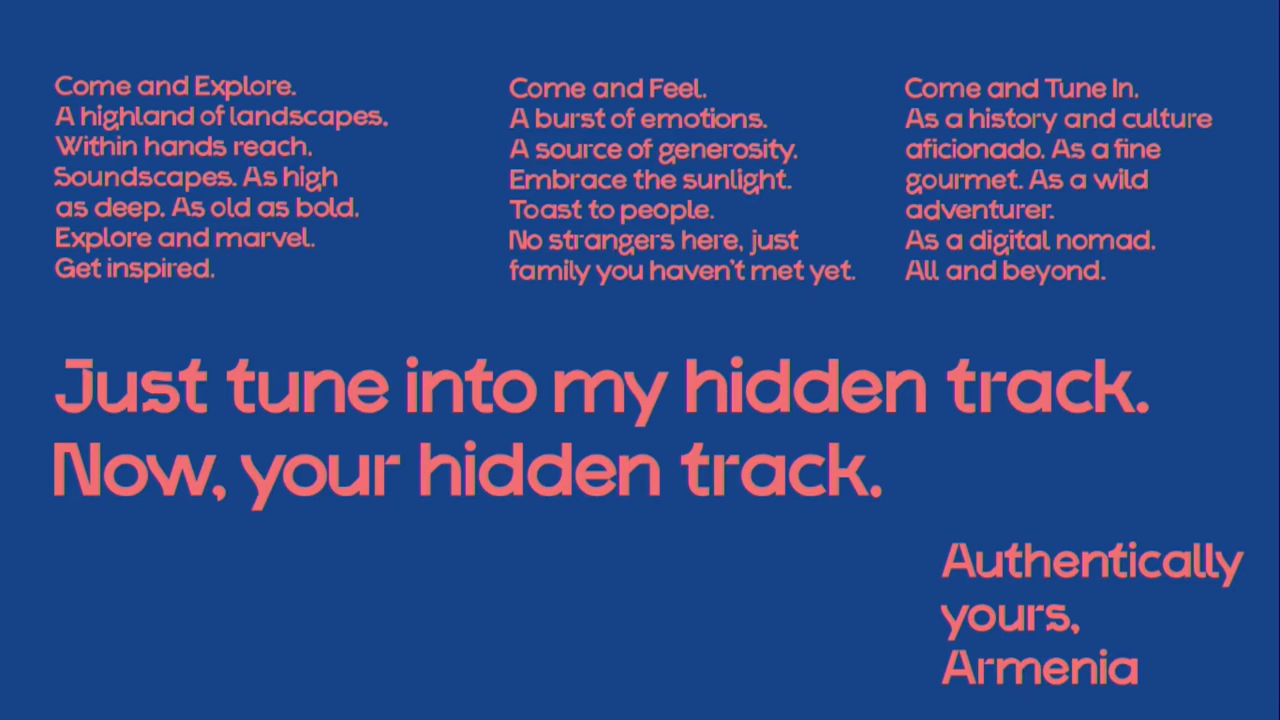 Come and Explore.
A highland of landscapes.
Within hands reach.
Soundscapes. As high
as deep. As old as bold.
Explore and marvel.
Get inspired.
Come and Feel.
A burst of emotions.
A source of generosity.
Embrace the sunlight.
Toast to people.
No strangers here, just
family you haven't met yet.
Come and Tune In.
As a history and culture
aficionado. As a fine
gourmet. As a wild
adventurer.
As a digital nomad.
All and beyond.
Just tune into my hidden track.
Now, your hidden track.
Authentically
yours,
Armenia